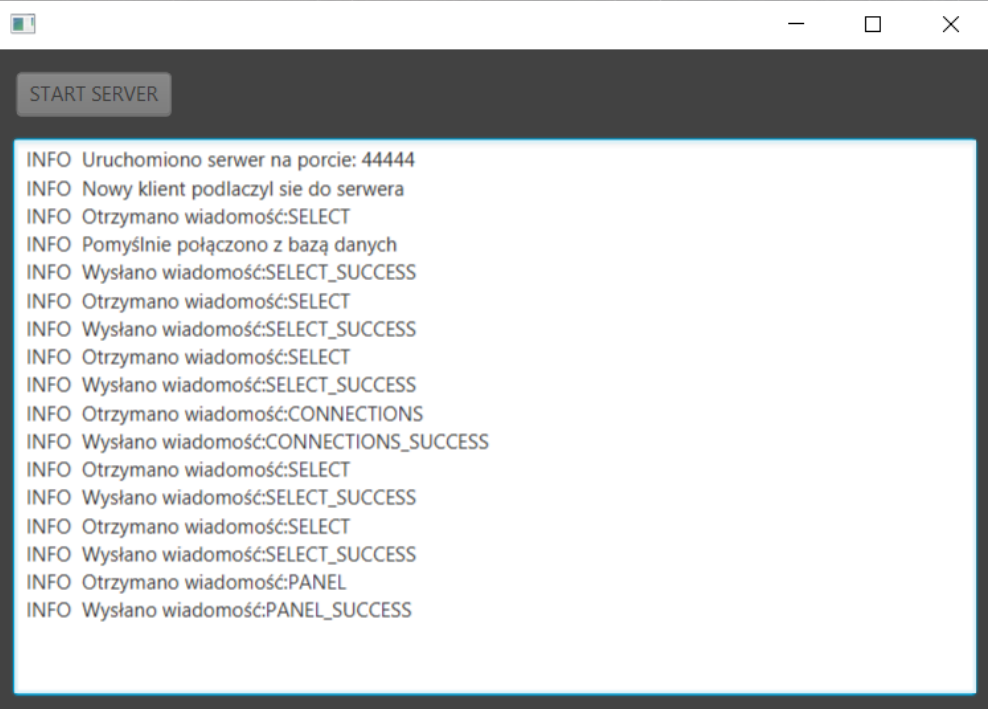 START SERVER
INFO Uruchomiono serwer na porcie: 44444
INFO Nowy klient podlaczyl sie do serwera
INFO Otrzymano wiadomość:SELECT
INFO Pomyślnie połączono z bazą danych
INFO Wysłano wiadomość:SELECT_SUCCESS
INFO Otrzymano wiadomość:SELECT
INFO Wysłano wiadomość:SELECT_SUCCESS
INFO Otrzymano wiadomość:SELECT
INFO Wysłano wiadomość:SELECT_SUCCESS
INFO Otrzymano wiadomość:CONNECTIONS
INFO Wysłano wiadomość:CONNECTIONS_SUCCESS
INFO Otrzymano wiadomość:SELECT
INFO Wysłano wiadomość:SELECT_SUCCESS
INFO Otrzymano wiadomość:SELECT
INFO Wysłano wiadomość:SELECT_SUCCESS
INFO Otrzymano wiadomość:PANEL
INFO Wysłano wiadomość:PANEL_SUCCESS